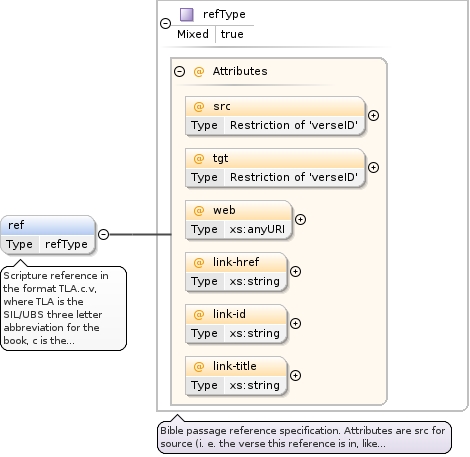 refType
Mixed true
@ Attributes
@ src
Type Restriction of 'verseID'
@ tgt
Type Restriction of 'verseID'
@ web
Type xs:anyURI
@ link-href
Type xs:string
@ link-id
Type xs:string
@ link-title
Type xs:string
ref
Type refType
Scripture reference in
the format TLA.c.v,
where TLA is the
SIL/UBS three letter
abbreviation for the
book, c is the...
Bible passage reference specification. Attributes are src for
source (i. e. the verse this reference is in, like...